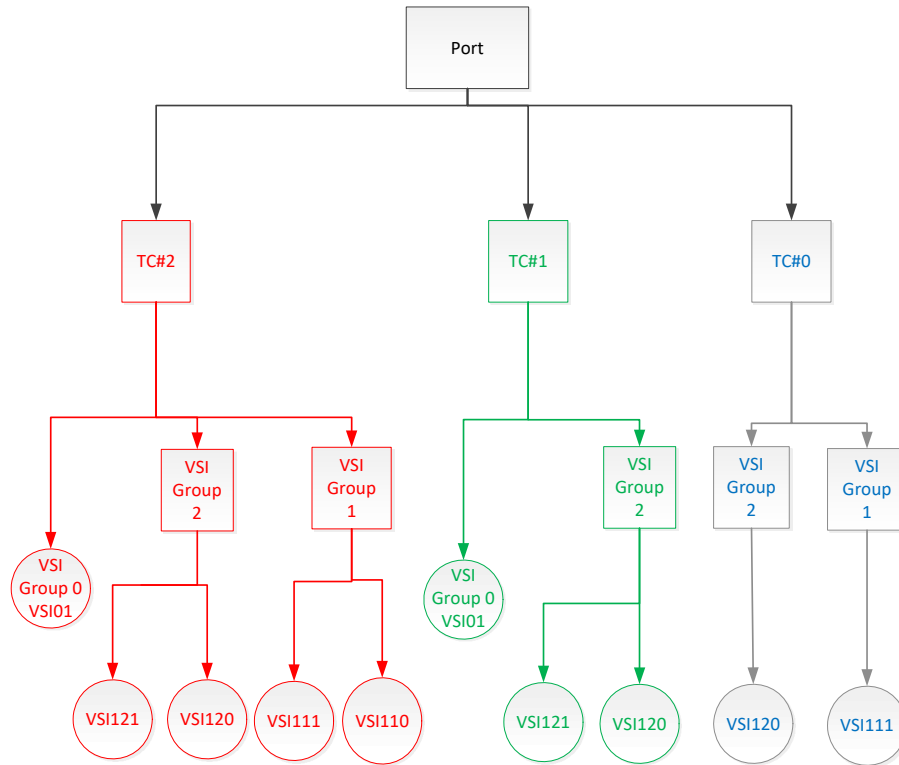 Port
TC#2
TC#1
TC#0
VSI
Group
2
VSI
Group
1
VSI
Group
2
VSI
Group
2
VSI
Group
1
VSI
Group 0
VSI01
VSI
Group 0
VSI01
VSI121
VSI120
VSI111
VSI110
VSI121
VSI120
VSI120
VSI111